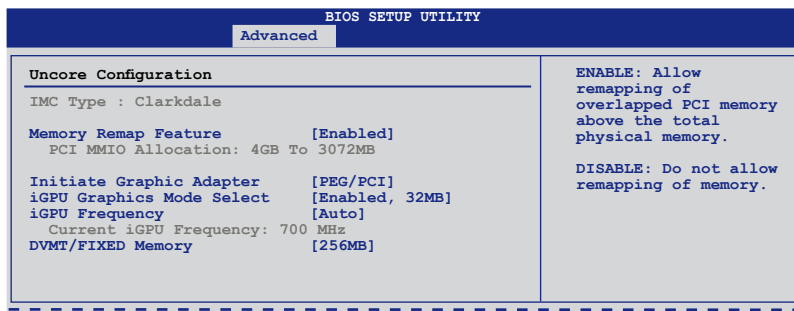 BIOS SETUP UTILITY
Advanced
Uncore Configuration
IMC Type : Clarkdale
Memory Remap Feature [Enabled]
PCI MMIO Allocation: 4GB To 3072MB
Initiate Graphic Adapter [PEG/PCI]
iGPU Graphics Mode Select [Enabled, 32MB]
iGPU Frequency [Auto]
Current iGPU Frequency: 700 MHz
DVMT/FIXED Memory [256MB]
ENABLE: Allow
remapping of
overlapped PCI memory
above the total
physical memory.
DISABLE: Do not allow
remapping of memory.